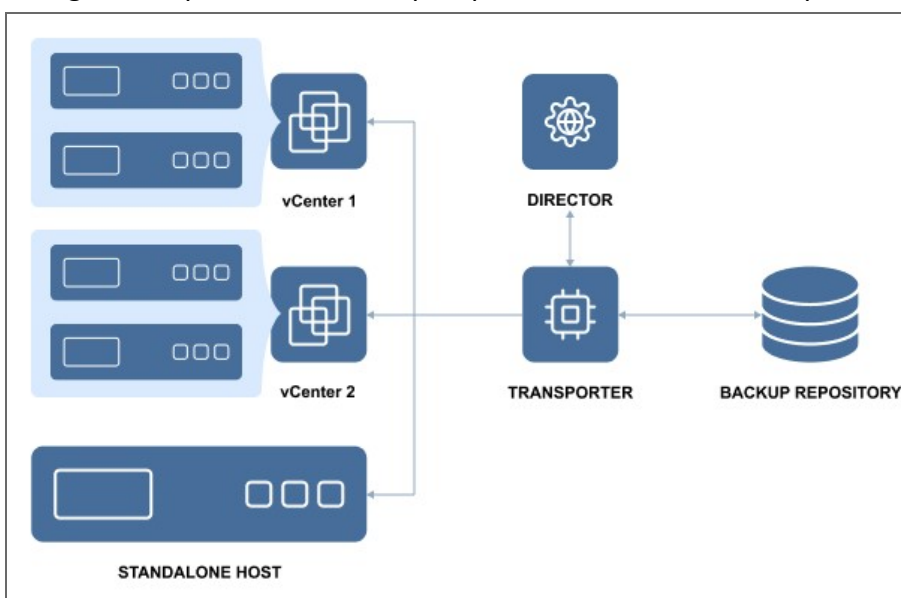 vCenter 1
DIRECTOR
vCenter 2
TRANSPORTER
BACKUP REPOSITORY
STANDALONE HOST